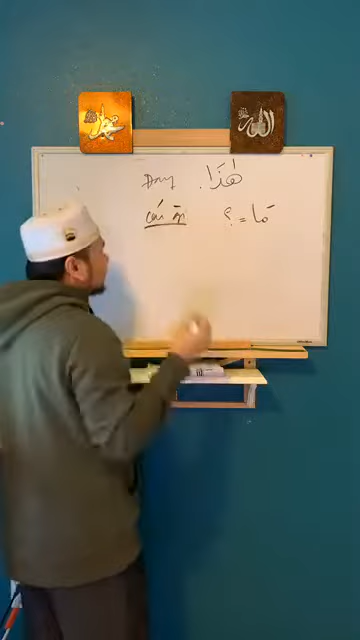 الله
محمد
هٰذَا. Đây
مَا =؟ cái gì